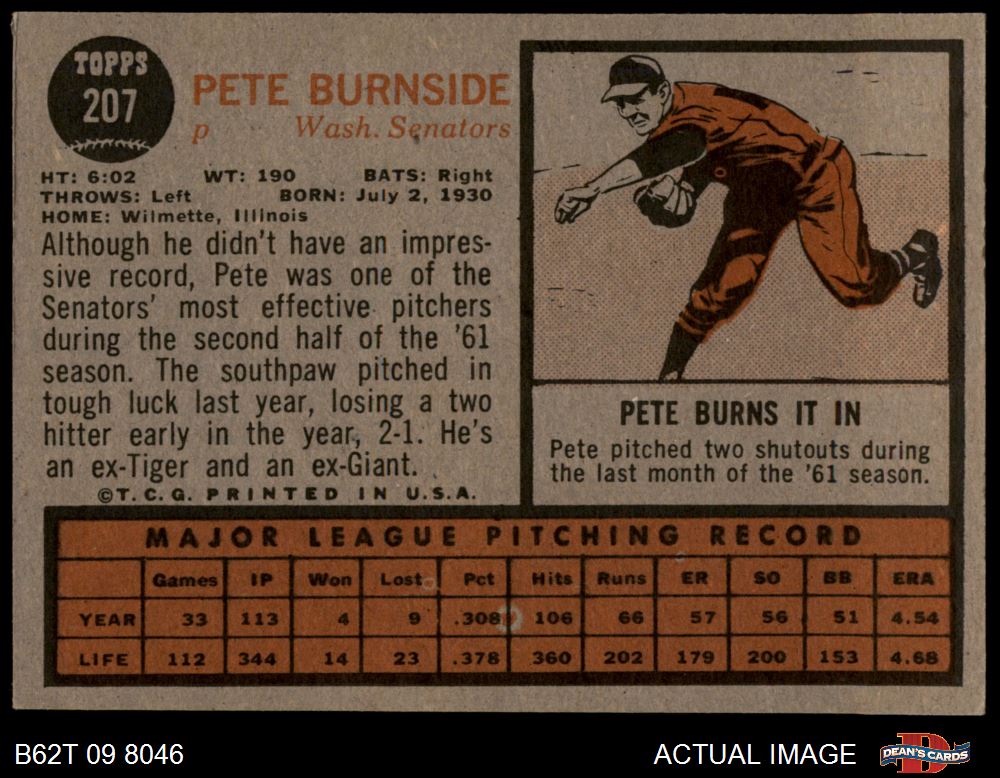 TOPPS
207
PETE BURNSIDE
p Wash. Senators
HT: 6:02 WT: 190 BATS: Right
THROWS: Left BORN: July 2, 1930
HOME: Wilmette, Illinois
Although he didn't have an impres-
sive record, Pete was one of the
Senators' most effective pitchers
during the second half of the '61
season. The southpaw pitched in
tough luck last year, losing a two
hitter early in the year, 2-1. He's
an ex-Tiger and an ex-Giant.
©T.C.G. PRINTED IN U.S.A.
PETE BURNS IT IN
Pete pitched two shutouts during
the last month of the '61 season.
MAJOR LEAGUE PITCHING RECORD
Games IP Won Lost Pct Hits Runs ER SO BB ERA
YEAR 33 113 4 9 .308 106 66 57 56 51 4.54
LIFE 112 344 14 23 .378 360 202 179 200 153 4.68
B62T 09 8046 ACTUAL IMAGE DEAN'S CARDS